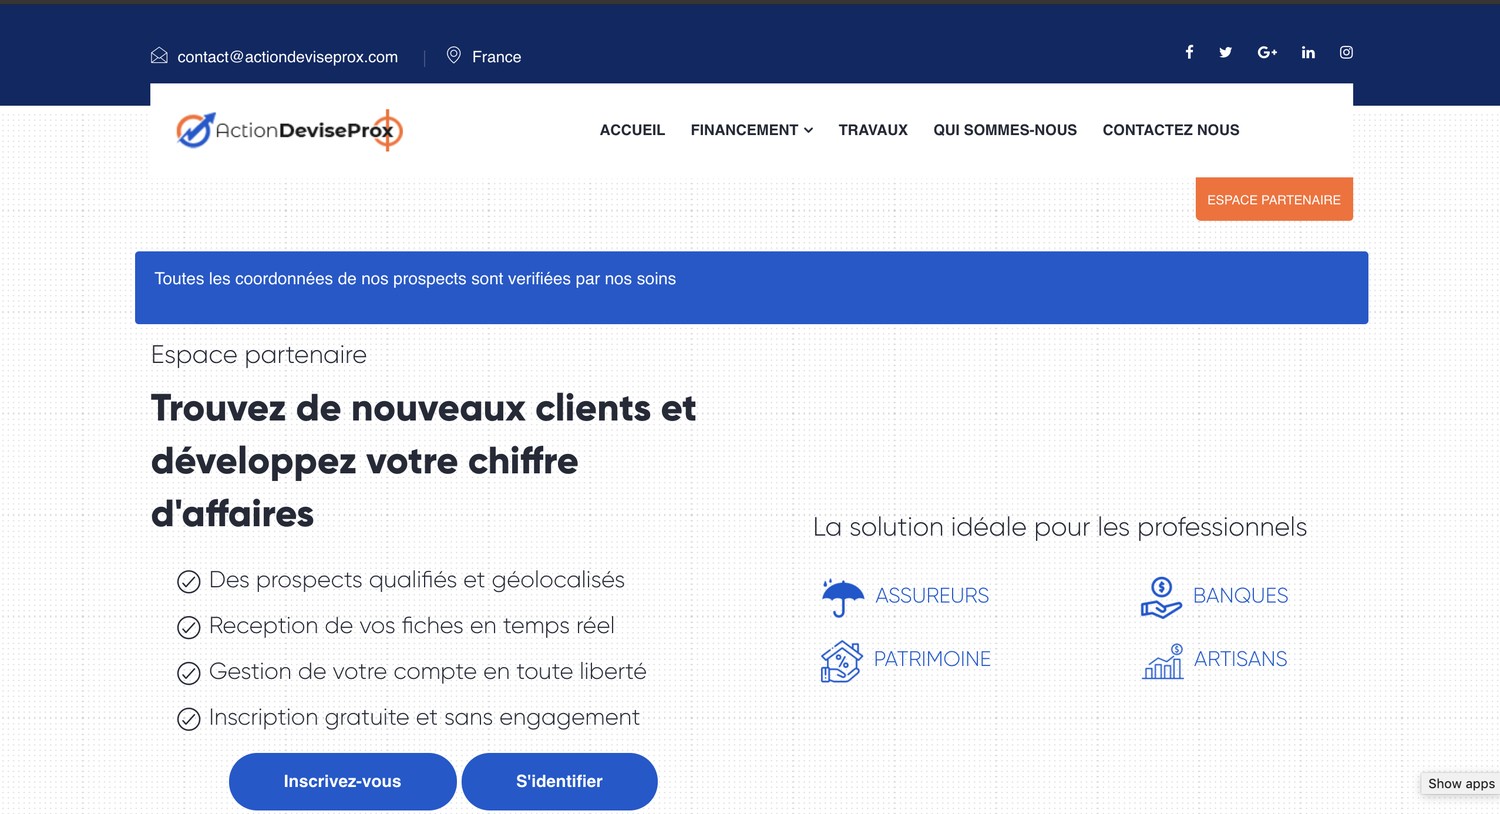 contact@actiondeviseprox.com
France
ActionDeviseProx
ACCUEIL
FINANCEMENT
TRAVAUX
QUI SOMMES-NOUS
CONTACTEZ NOUS
ESPACE PARTENAIRE
Toutes les coordonnées de nos prospects sont verifiées par nos soins
Espace partenaire
Trouvez de nouveaux clients et
développez votre chiffre
d'affaires
Des prospects qualifiés et géolocalisés
Reception de vos fiches en temps réel
Gestion de votre compte en toute liberté
Inscription gratuite et sans engagement
Inscrivez-vous
S'identifier
La solution idéale pour les professionnels
ASSUREURS
BANQUES
PATRIMOINE
ARTISANS
Show apps